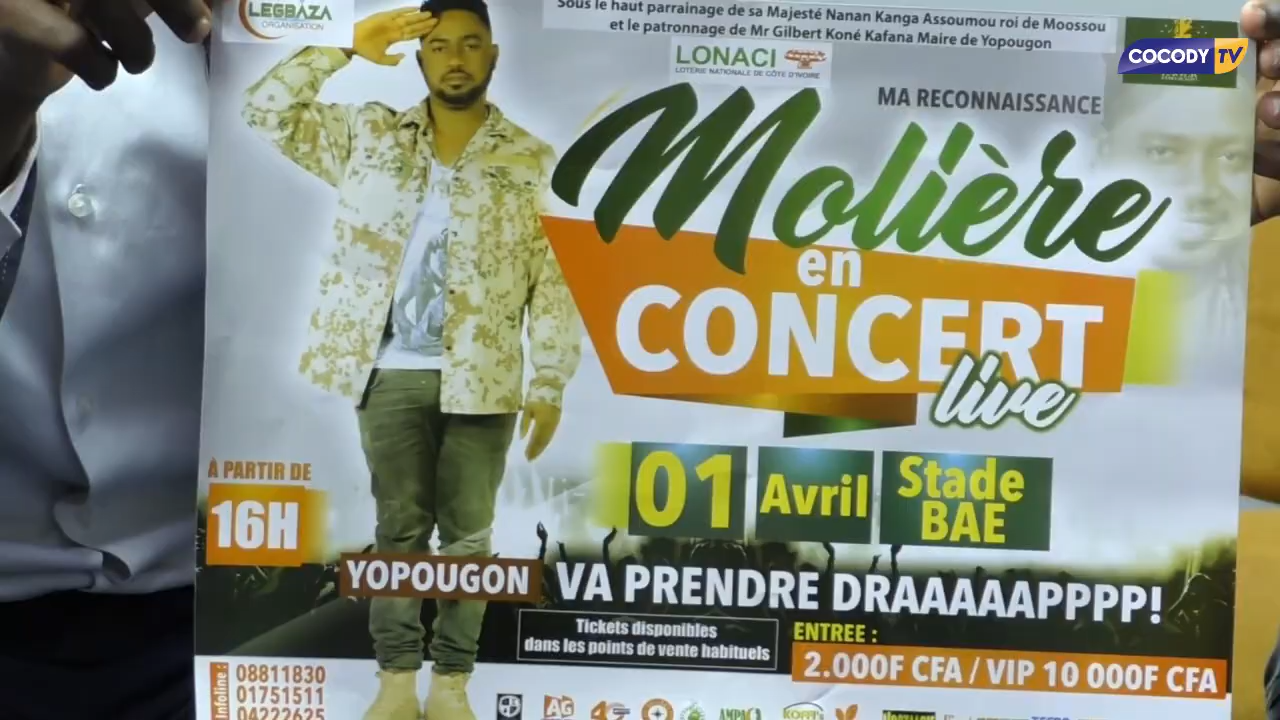 LEGBAZA
ORGANISATION
Sous le haut parrainage de sa Majesté Nanan Kanga Assoumou roi de Moossou
et le patronnage de Mr Gilbert Koné Kafana Maire de Yopougon
COCODY TV
LONACI
LOTERIE NATIONALE DE CÔTE D'IVOIRE
MA RECONNAISSANCE
Molière
en
CONCERT
live
01 Avril Stade
BAE
À PARTIR DE
16H
YOPOUGON VA PRENDRE DRAAAAAPPPP!
Tickets disponibles
dans les points de vente habituels
ENTREE :
2.000F CFA / VIP 10 000F CFA
Infoline :
08811830
01751511
04222625
AG